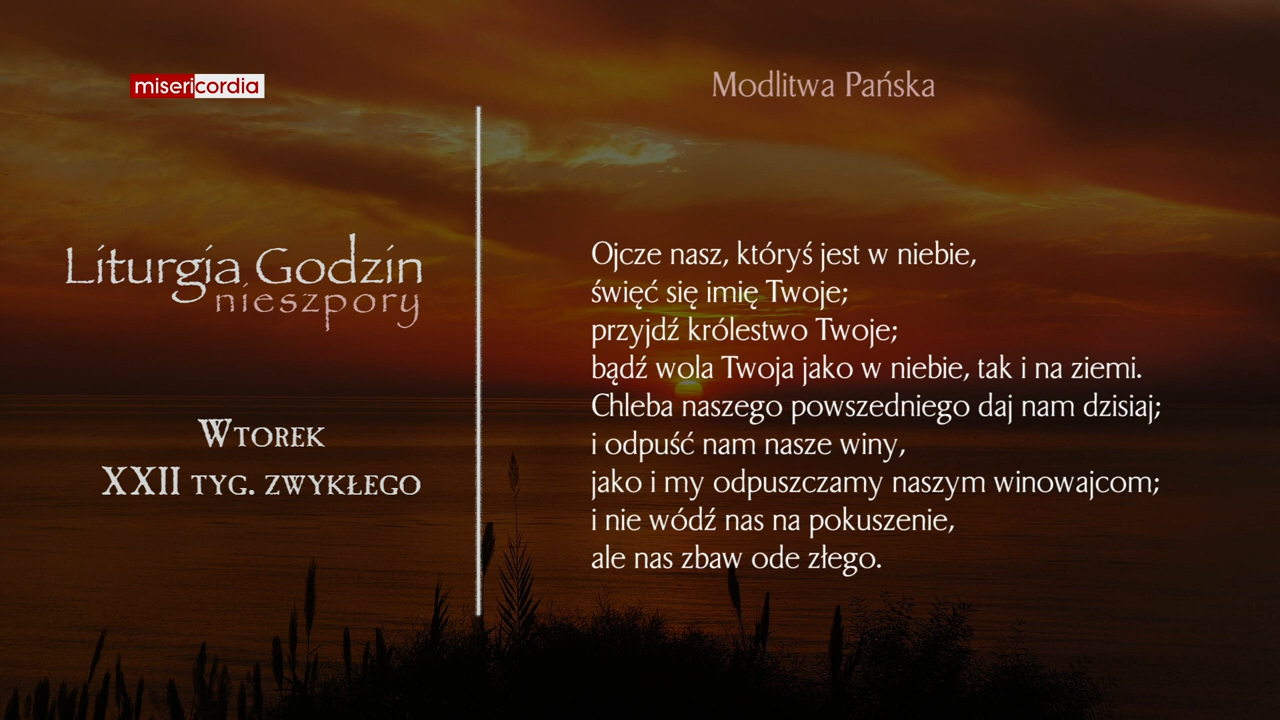 misericordia
Liturgia Godzin
nieszpory
Wtorek
XXII tyg. zwykłego
Modlitwa Pańska
Ojcze nasz, któryś jest w niebie,
święć się imię Twoje;
przyjdź królestwo Twoje;
bądź wola Twoja jako w niebie, tak i na ziemi.
Chleba naszego powszedniego daj nam dzisiaj;
i odpuść nam nasze winy,
jako i my odpuszczamy naszym winowajcom;
i nie wódź nas na pokuszenie,
ale nas zbaw ode złego.